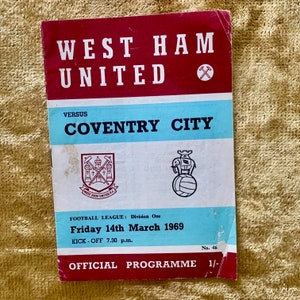 WEST HAM
UNITED
VERSUS
COVENTRY CITY
FOOTBALL LEAGUE: Division One
Friday 14th March 1969
KICK-OFF 7.30 p.m.
No. 46
OFFICIAL PROGRAMME 1/-